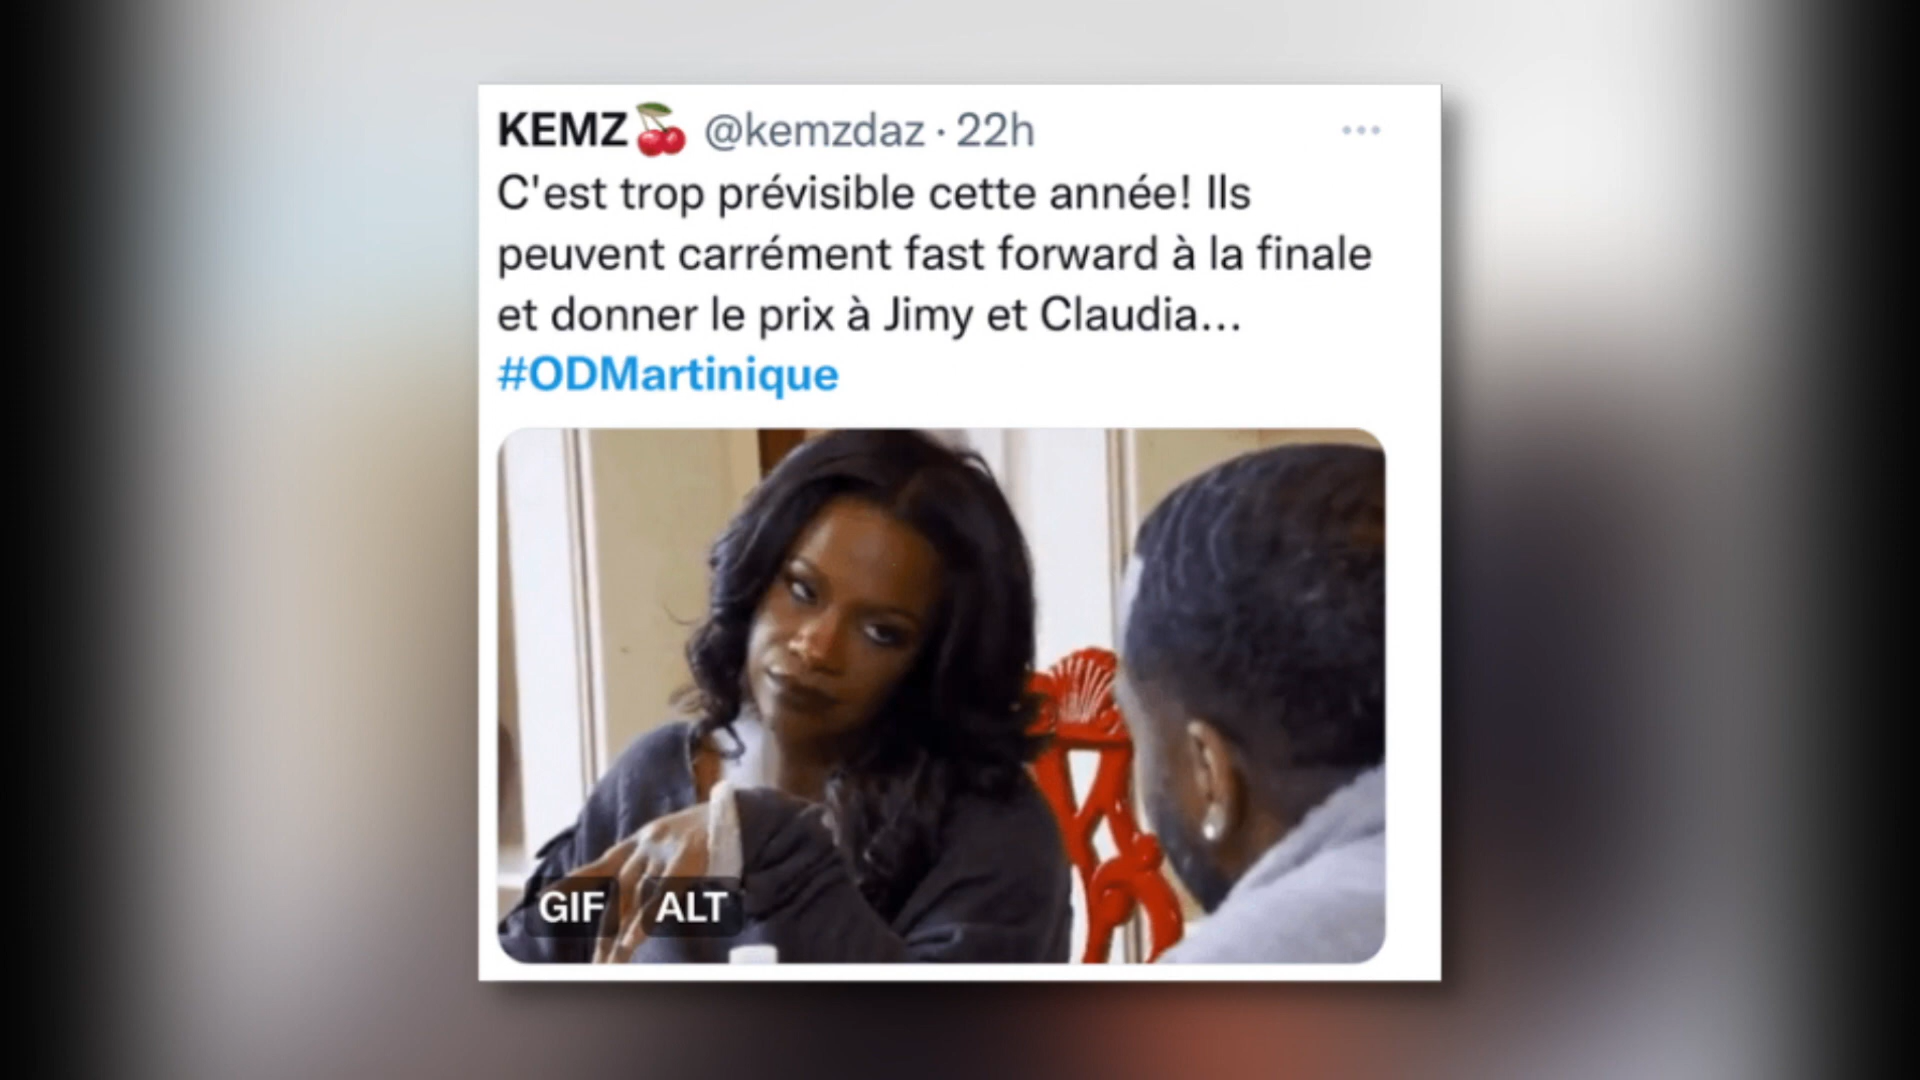 KEMZ🍒 @kemzdaz · 22h
C'est trop prévisible cette année! Ils
peuvent carrément fast forward à la finale
et donner le prix à Jimy et Claudia...
#ODMartinique
GIF ALT